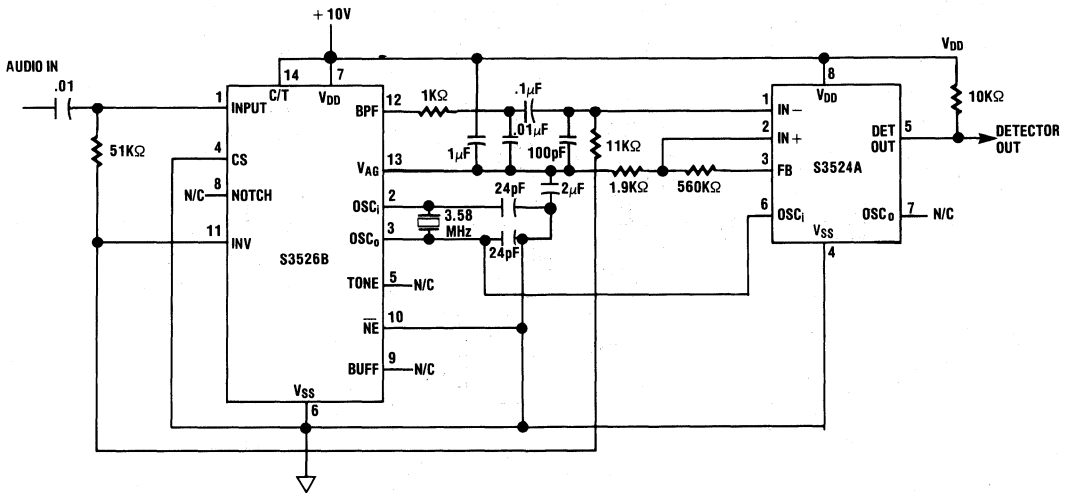 + 10V
AUDIO IN
.01
14
C/T
7
VDD
1
INPUT
51KΩ
4
CS
8
N/C
NOTCH
11
INV
S3526B
12
BPF
13
VAG
2
OSCi
3
OSCo
5
TONE
N/C
10
NE
9
BUFF
N/C
VSS
6
1KΩ
.1μF
.01μF
1μF
100pF
11KΩ
24pF
2μF
3.58
MHz
24pF
1.9KΩ
560KΩ
VDD
8
VDD
1
IN−
2
IN+
3
FB
6
OSCi
S3524A
DET
OUT
5
OSCo
7
N/C
VSS
4
10KΩ
DETECTOR
OUT